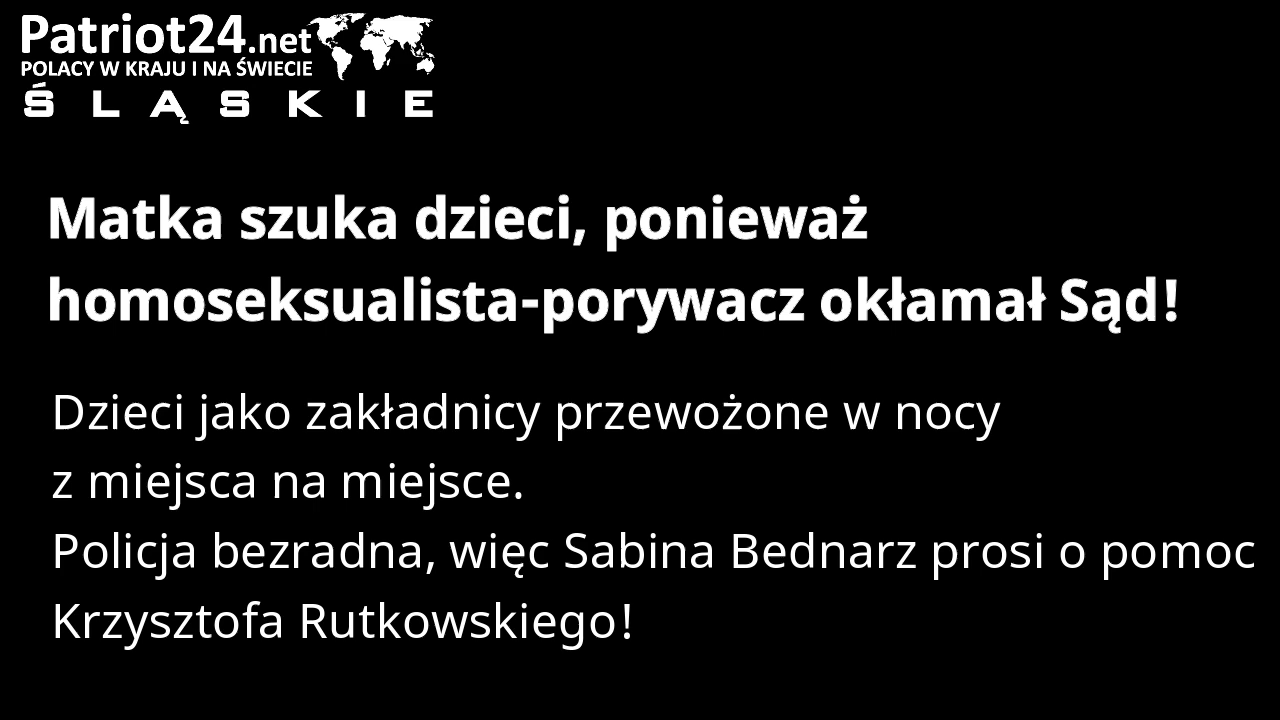 Patriot24.net
POLACY W KRAJU I NA ŚWIECIE
ŚLĄSKIE
Matka szuka dzieci, ponieważ
homoseksualista-porywacz okłamał Sąd!
Dzieci jako zakładnicy przewożone w nocy
z miejsca na miejsce.
Policja bezradna, więc Sabina Bednarz prosi o pomoc
Krzysztofa Rutkowskiego!